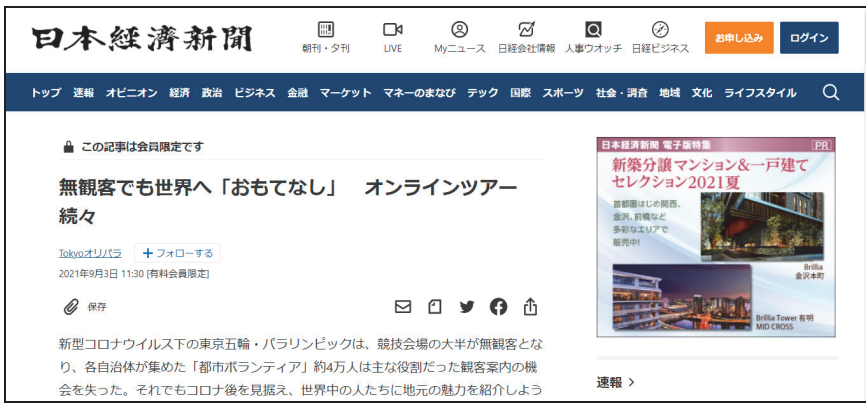 日本経済新聞
朝刊・夕刊
LIVE
Myニュース
日経会社情報
人事ウオッチ
日経ビジネス
お申し込み
ログイン
トップ 速報 オピニオン 経済 政治 ビジネス 金融 マーケット マネーのまなび テック 国際 スポーツ 社会・調査 地域 文化 ライフスタイル
この記事は会員限定です
無観客でも世界へ「おもてなし」 オンラインツアー
続々
Tokyoオリパラ +フォローする
2021年9月3日 11:30 [有料会員限定]
保存
新型コロナウイルス下の東京五輪・パラリンピックは、競技会場の大半が無観客とな
り、各自治体が集めた「都市ボランティア」約4万人は主な役割だった観客案内の機
会を失った。それでもコロナ後を見据え、世界中の人たちに地元の魅力を紹介しよう
日本経済新聞 電子版特集 PR
新築分譲マンション&一戸建て
セレクション2021夏
首都圏はじめ関西、
金沢、前橋など
多彩なエリアで
販売中!
Brillia
金沢本町
Brillia Tower 有明
MID CROSS
速報 >